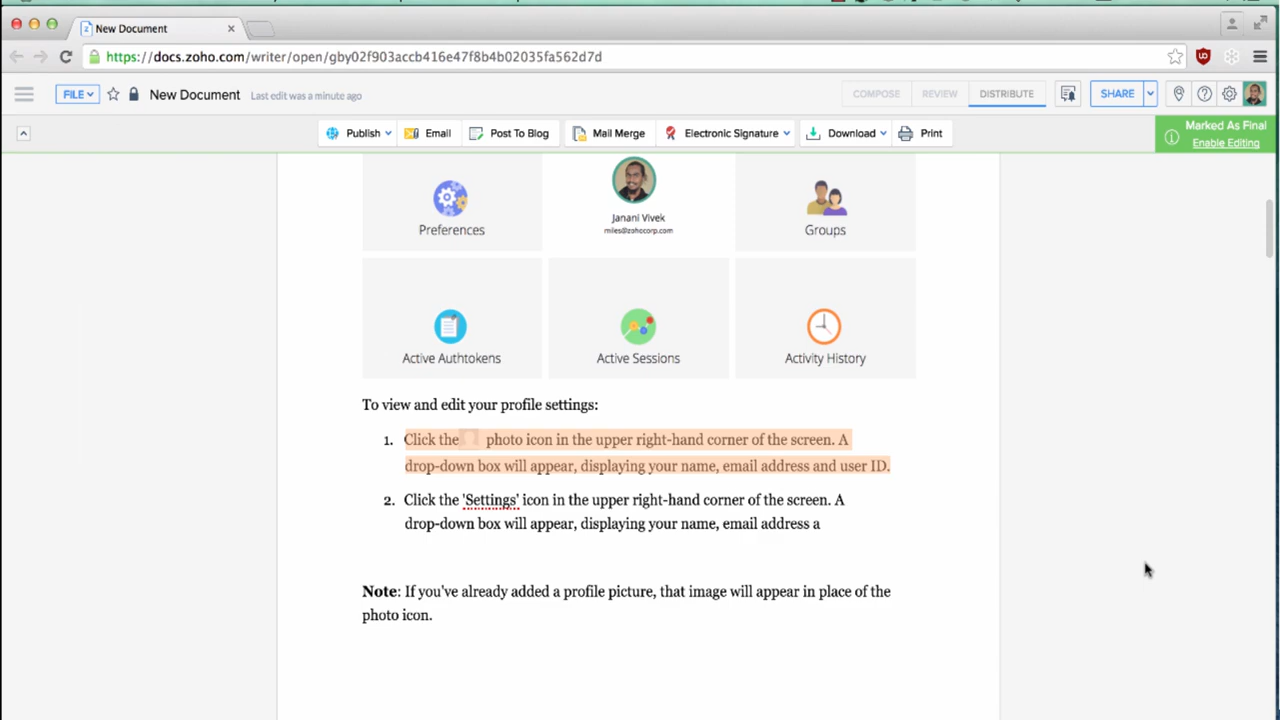 New Document
https://docs.zoho.com/writer/open/gby02f903accb416e47f8b4b02035fa562d7d
FILE New Document Last edit was a minute ago COMPOSE REVIEW DISTRIBUTE SHARE
Publish Email Post To Blog Mail Merge Electronic Signature Download Print
Marked As Final
Enable Editing
Preferences
Janani Vivek
miles@zohocorp.com
Groups
Active Authtokens
Active Sessions
Activity History
To view and edit your profile settings:
1. Click the photo icon in the upper right-hand corner of the screen. A
drop-down box will appear, displaying your name, email address and user ID.
2. Click the 'Settings' icon in the upper right-hand corner of the screen. A
drop-down box will appear, displaying your name, email address a
Note: If you've already added a profile picture, that image will appear in place of the
photo icon.